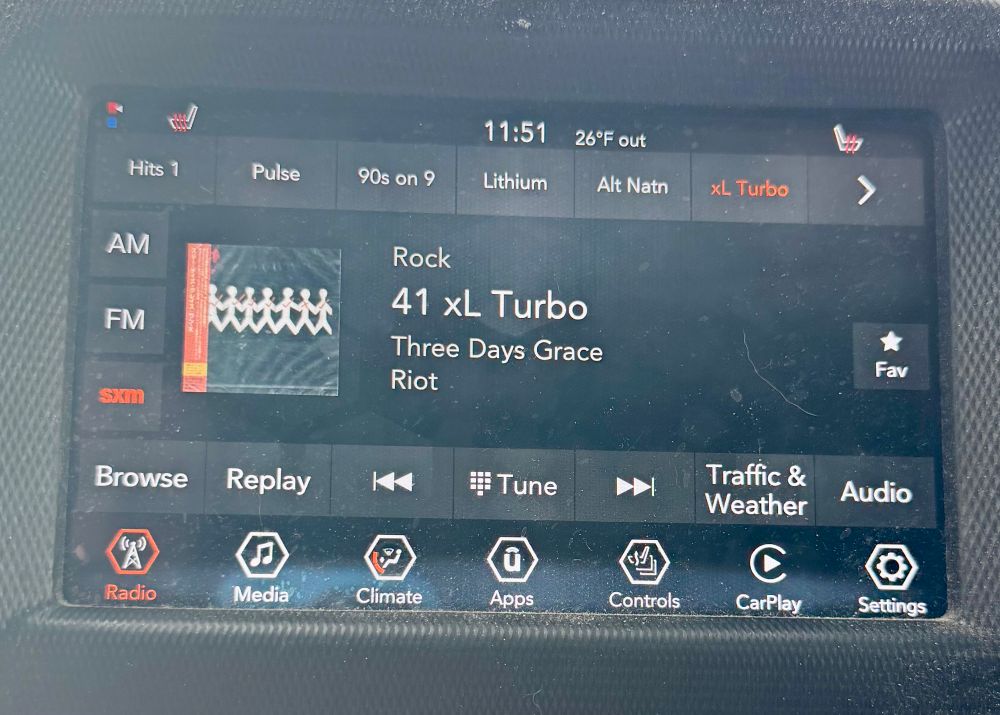 11:51 26°F out
Hits 1 Pulse 90s on 9 Lithium Alt Natn xL Turbo
AM
FM
sxm
Rock
41 xL Turbo
Three Days Grace
Riot
Fav
Browse Replay Tune Traffic & Weather Audio
Radio Media Climate Apps Controls CarPlay Settings